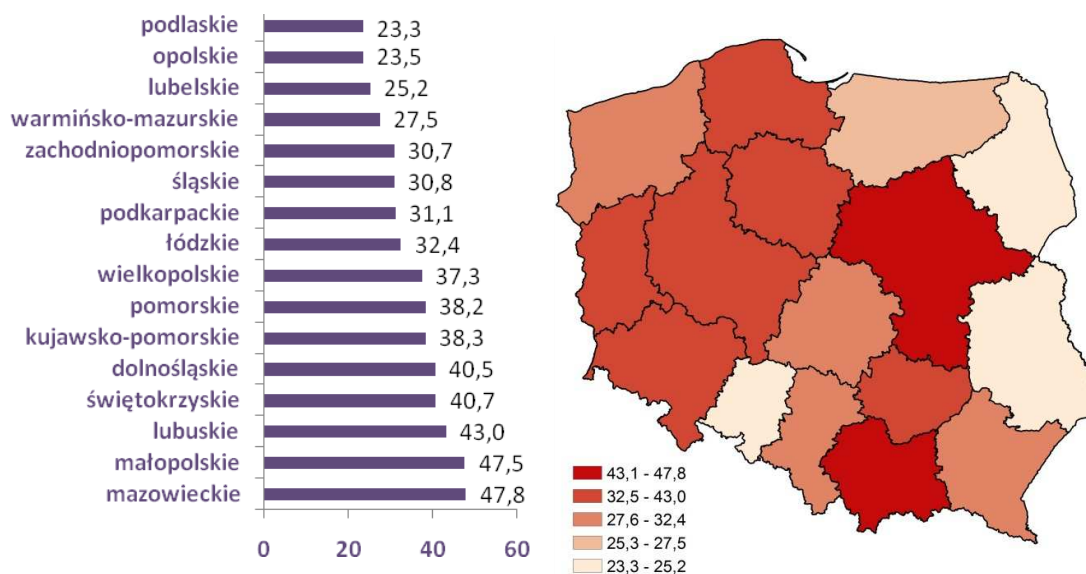 podlaskie 23,3
opolskie 23,5
lubelskie 25,2
warmińsko-mazurskie 27,5
zachodniopomorskie 30,7
śląskie 30,8
podkarpackie 31,1
łódzkie 32,4
wielkopolskie 37,3
pomorskie 38,2
kujawsko-pomorskie 38,3
dolnośląskie 40,5
świętokrzyskie 40,7
lubuskie 43,0
małopolskie 47,5
mazowieckie 47,8
0 20 40 60
43,1 - 47,8
32,5 - 43,0
27,6 - 32,4
25,3 - 27,5
23,3 - 25,2